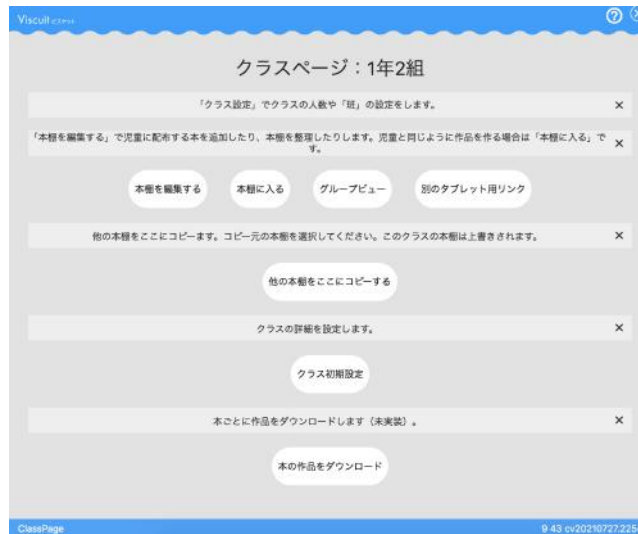 Viscuit ビスケット
クラスページ：1年2組
「クラス設定」でクラスの人数や「班」の設定をします。 ×
「本棚を編集する」で児童に配布する本を追加したり、本棚を整理したりします。児童と同じように作品を作る場合は「本棚に入る」で ×
す。
本棚を編集する 本棚に入る グループビュー 別のタブレット用リンク
他の本棚をここにコピーます。コピー元の本棚を選択してください。このクラスの本棚は上書きされます。 ×
他の本棚をここにコピーする
クラスの詳細を設定します。 ×
クラス初期設定
本ごとに作品をダウンロードします（未実装）。 ×
本の作品をダウンロード
ClassPage 9 43 cv20210727.225